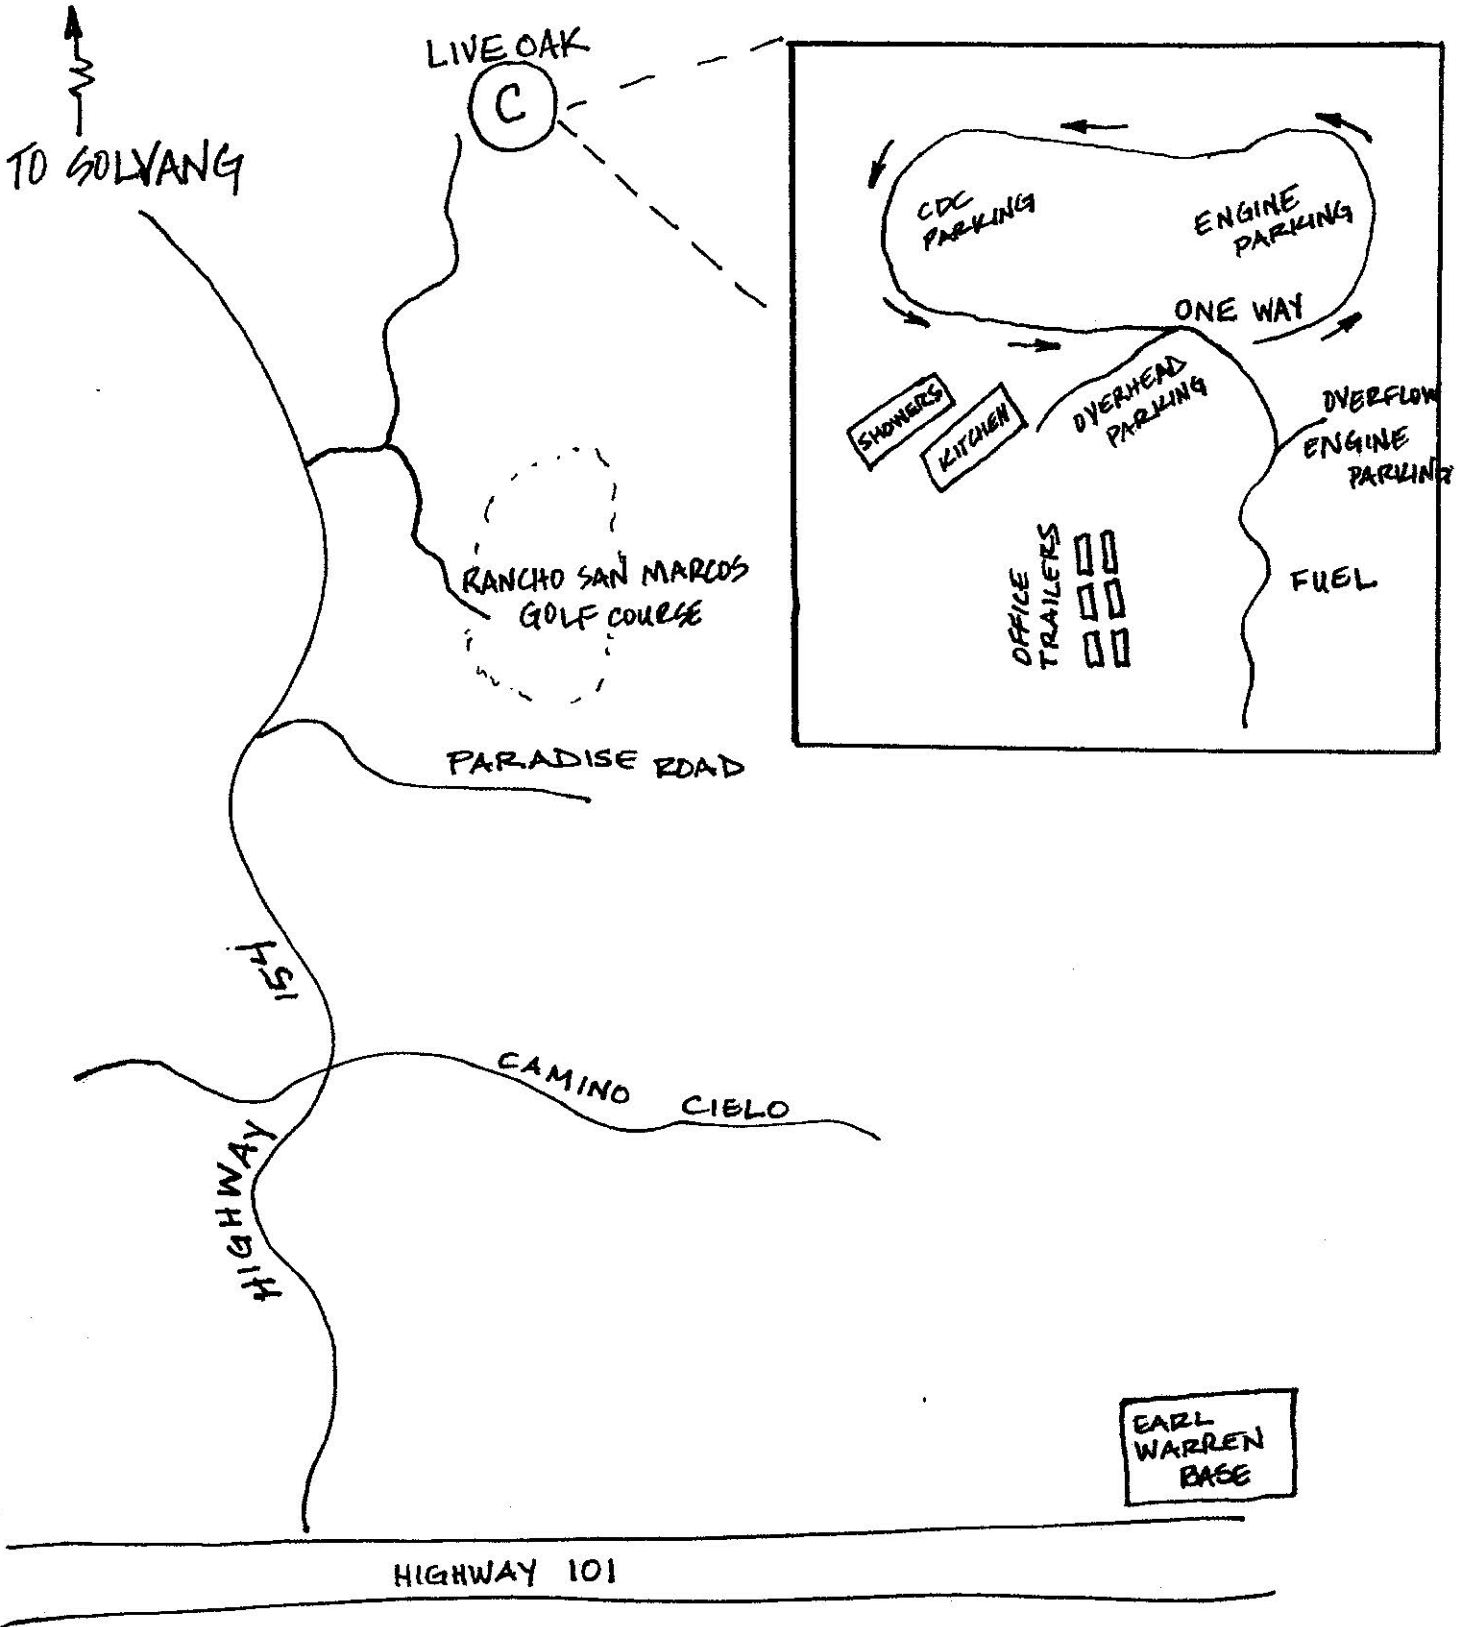 LIVE OAK
C
TO SOLVANG
CDC
PARKING
ENGINE
PARKING
ONE WAY
OVERHEAD
PARKING
OVERFLOW
ENGINE
PARKING
SHOWERS
KITCHEN
OFFICE
TRAILERS
FUEL
RANCHO SAN MARCOS
GOLF COURSE
PARADISE ROAD
HIGHWAY 154
CAMINO CIELO
EARL
WARREN
BASE
HIGHWAY 101